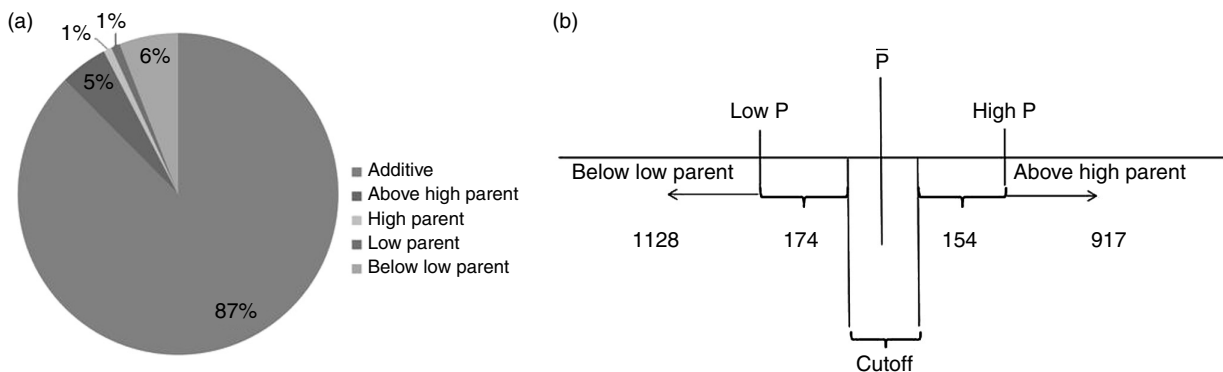 (a)
1%
1%
6%
5%
87%
Additive
Above high parent
High parent
Low parent
Below low parent
(b)
P̅
Low P
High P
Below low parent
Above high parent
1128
174
154
917
Cutoff